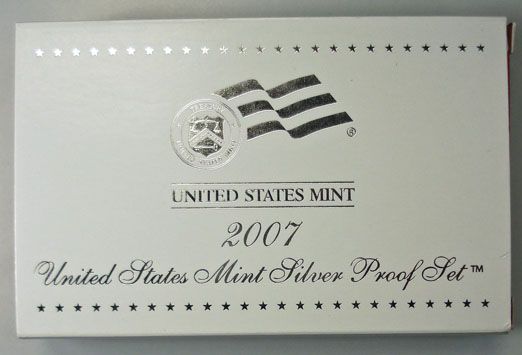 ®
UNITED STATES MINT
2007
United States Mint Silver Proof Set™